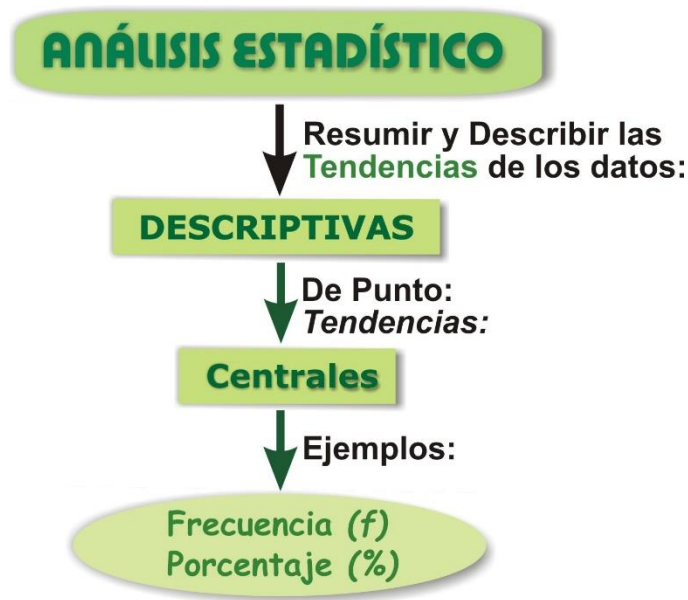 ANÁLISIS ESTADÍSTICO
Resumir y Describir las
Tendencias de los datos:
DESCRIPTIVAS
De Punto:
Tendencias:
Centrales
Ejemplos:
Frecuencia (f)
Porcentaje (%)